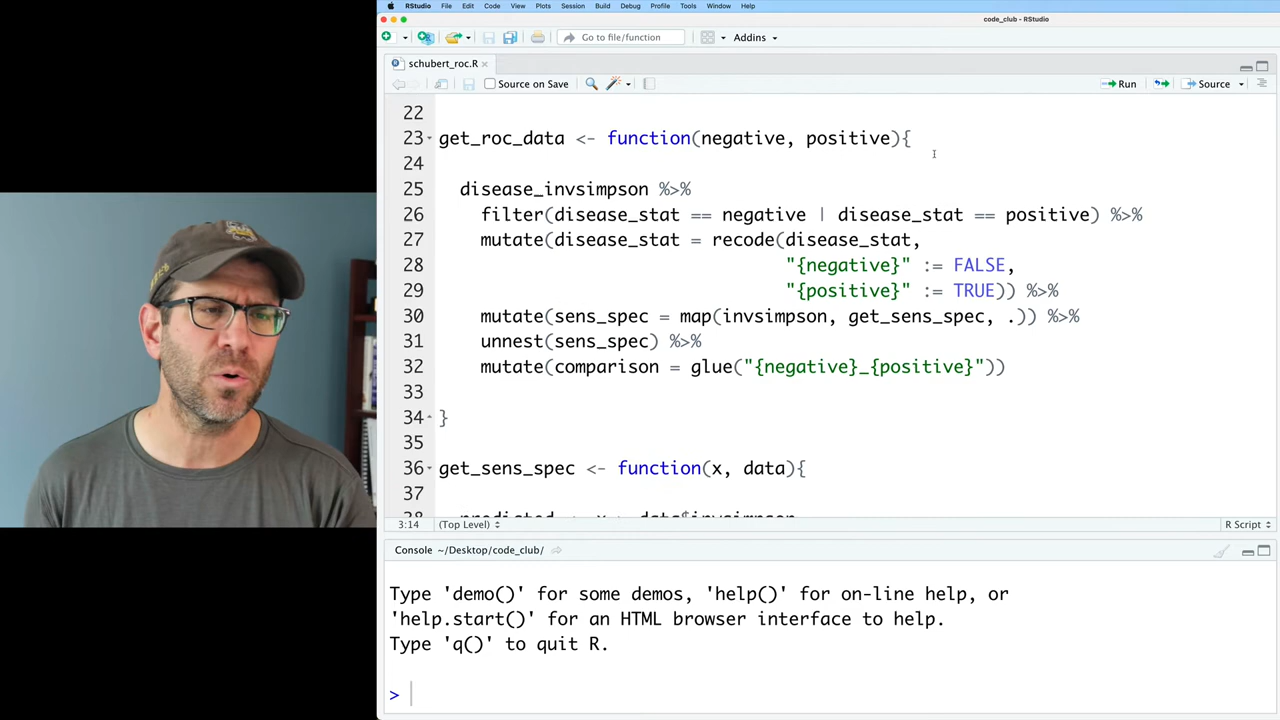 RStudio File Edit Code View Plots Session Build Debug Profile Tools Window Help
code_club - RStudio
Go to file/function Addins
schubert_roc.R
Source on Save Run Source
22
23 get_roc_data <- function(negative, positive){
24
25 disease_invsimpson %>%
26 filter(disease_stat == negative | disease_stat == positive) %>%
27 mutate(disease_stat = recode(disease_stat,
28 "{negative}" := FALSE,
29 "{positive}" := TRUE)) %>%
30 mutate(sens_spec = map(invsimpson, get_sens_spec, .)) %>%
31 unnest(sens_spec) %>%
32 mutate(comparison = glue("{negative}_{positive}"))
33
34 }
35
36 get_sens_spec <- function(x, data){
37
38 predicted <- x > data$invsimpson
3:14 (Top Level) R Script
Console ~/Desktop/code_club/
Type 'demo()' for some demos, 'help()' for on-line help, or
'help.start()' for an HTML browser interface to help.
Type 'q()' to quit R.
>